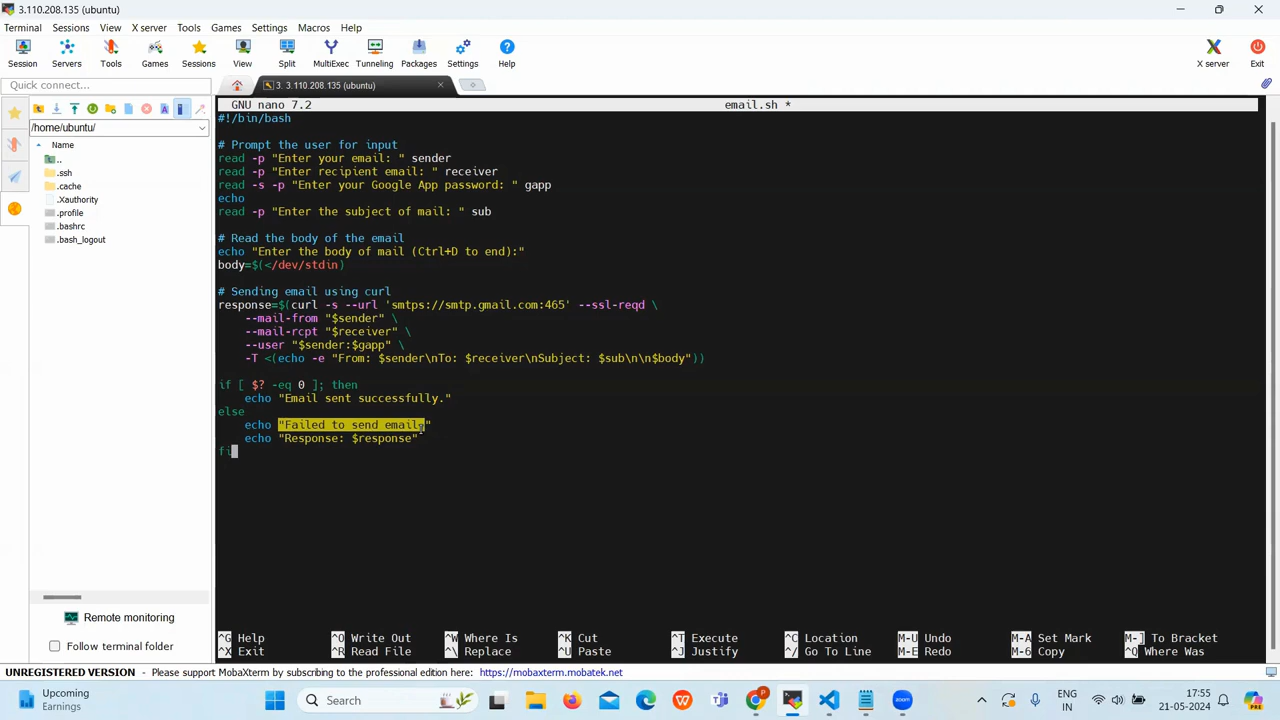 3.110.208.135 (ubuntu)
Terminal Sessions View X server Tools Games Settings Macros Help
Session Servers Tools Games Sessions View Split MultiExec Tunneling Packages Settings Help X server Exit
Quick connect...
3. 3.110.208.135 (ubuntu)
/home/ubuntu/
Name
..
.ssh
.cache
.Xauthority
.profile
.bashrc
.bash_logout
Remote monitoring
Follow terminal folder
GNU nano 7.2 email.sh *
#!/bin/bash
# Prompt the user for input
read -p "Enter your email: " sender
read -p "Enter recipient email: " receiver
read -s -p "Enter your Google App password: " gapp
echo
read -p "Enter the subject of mail: " sub
# Read the body of the email
echo "Enter the body of mail (Ctrl+D to end):"
body=$(</dev/stdin)
# Sending email using curl
response=$(curl -s --url 'smtps://smtp.gmail.com:465' --ssl-reqd \
--mail-from "$sender" \
--mail-rcpt "$receiver" \
--user "$sender:$gapp" \
-T <(echo -e "From: $sender\nTo: $receiver\nSubject: $sub\n\n$body"))
if [ $? -eq 0 ]; then
echo "Email sent successfully."
else
echo "Failed to send email."
echo "Response: $response"
fi
^G Help ^O Write Out ^W Where Is ^K Cut ^T Execute ^C Location M-U Undo M-A Set Mark M-] To Bracket
^X Exit ^R Read File ^\ Replace ^U Paste ^J Justify ^/ Go To Line M-E Redo M-6 Copy ^Q Where Was
UNREGISTERED VERSION - Please support MobaXterm by subscribing to the professional edition here: https://mobaxterm.mobatek.net
Upcoming
Earnings
Search
ENG
IN
17:55
21-05-2024